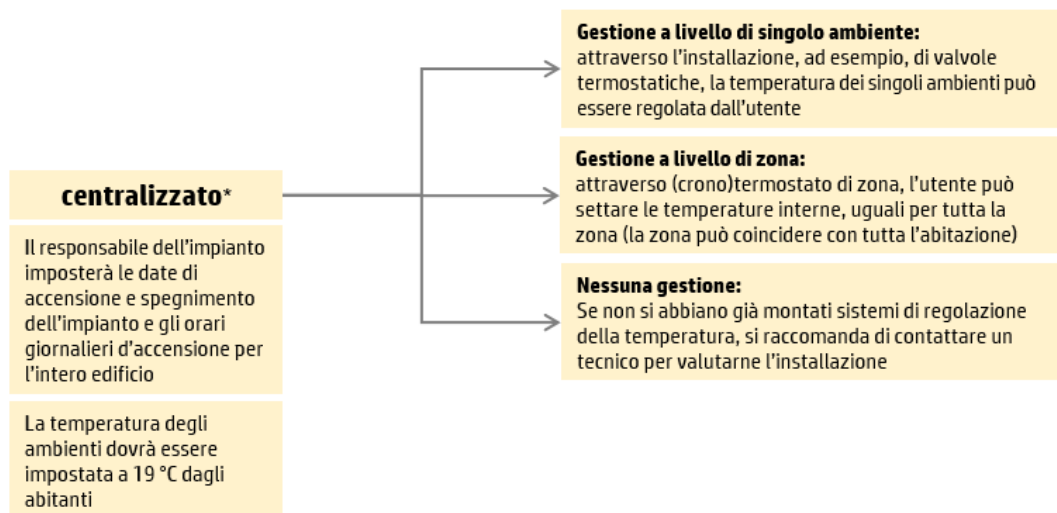 centralizzato*
Il responsabile dell'impianto
imposterà le date di
accensione e spegnimento
dell'impianto e gli orari
giornalieri d'accensione per
l'intero edificio
La temperatura degli
ambienti dovrà essere
impostata a 19 °C dagli
abitanti
Gestione a livello di singolo ambiente:
attraverso l'installazione, ad esempio, di valvole
termostatiche, la temperatura dei singoli ambienti può
essere regolata dall'utente
Gestione a livello di zona:
attraverso (crono)termostato di zona, l'utente può
settare le temperature interne, uguali per tutta la
zona (la zona può coincidere con tutta l'abitazione)
Nessuna gestione:
Se non si abbiano già montati sistemi di regolazione
della temperatura, si raccomanda di contattare un
tecnico per valutarne l'installazione